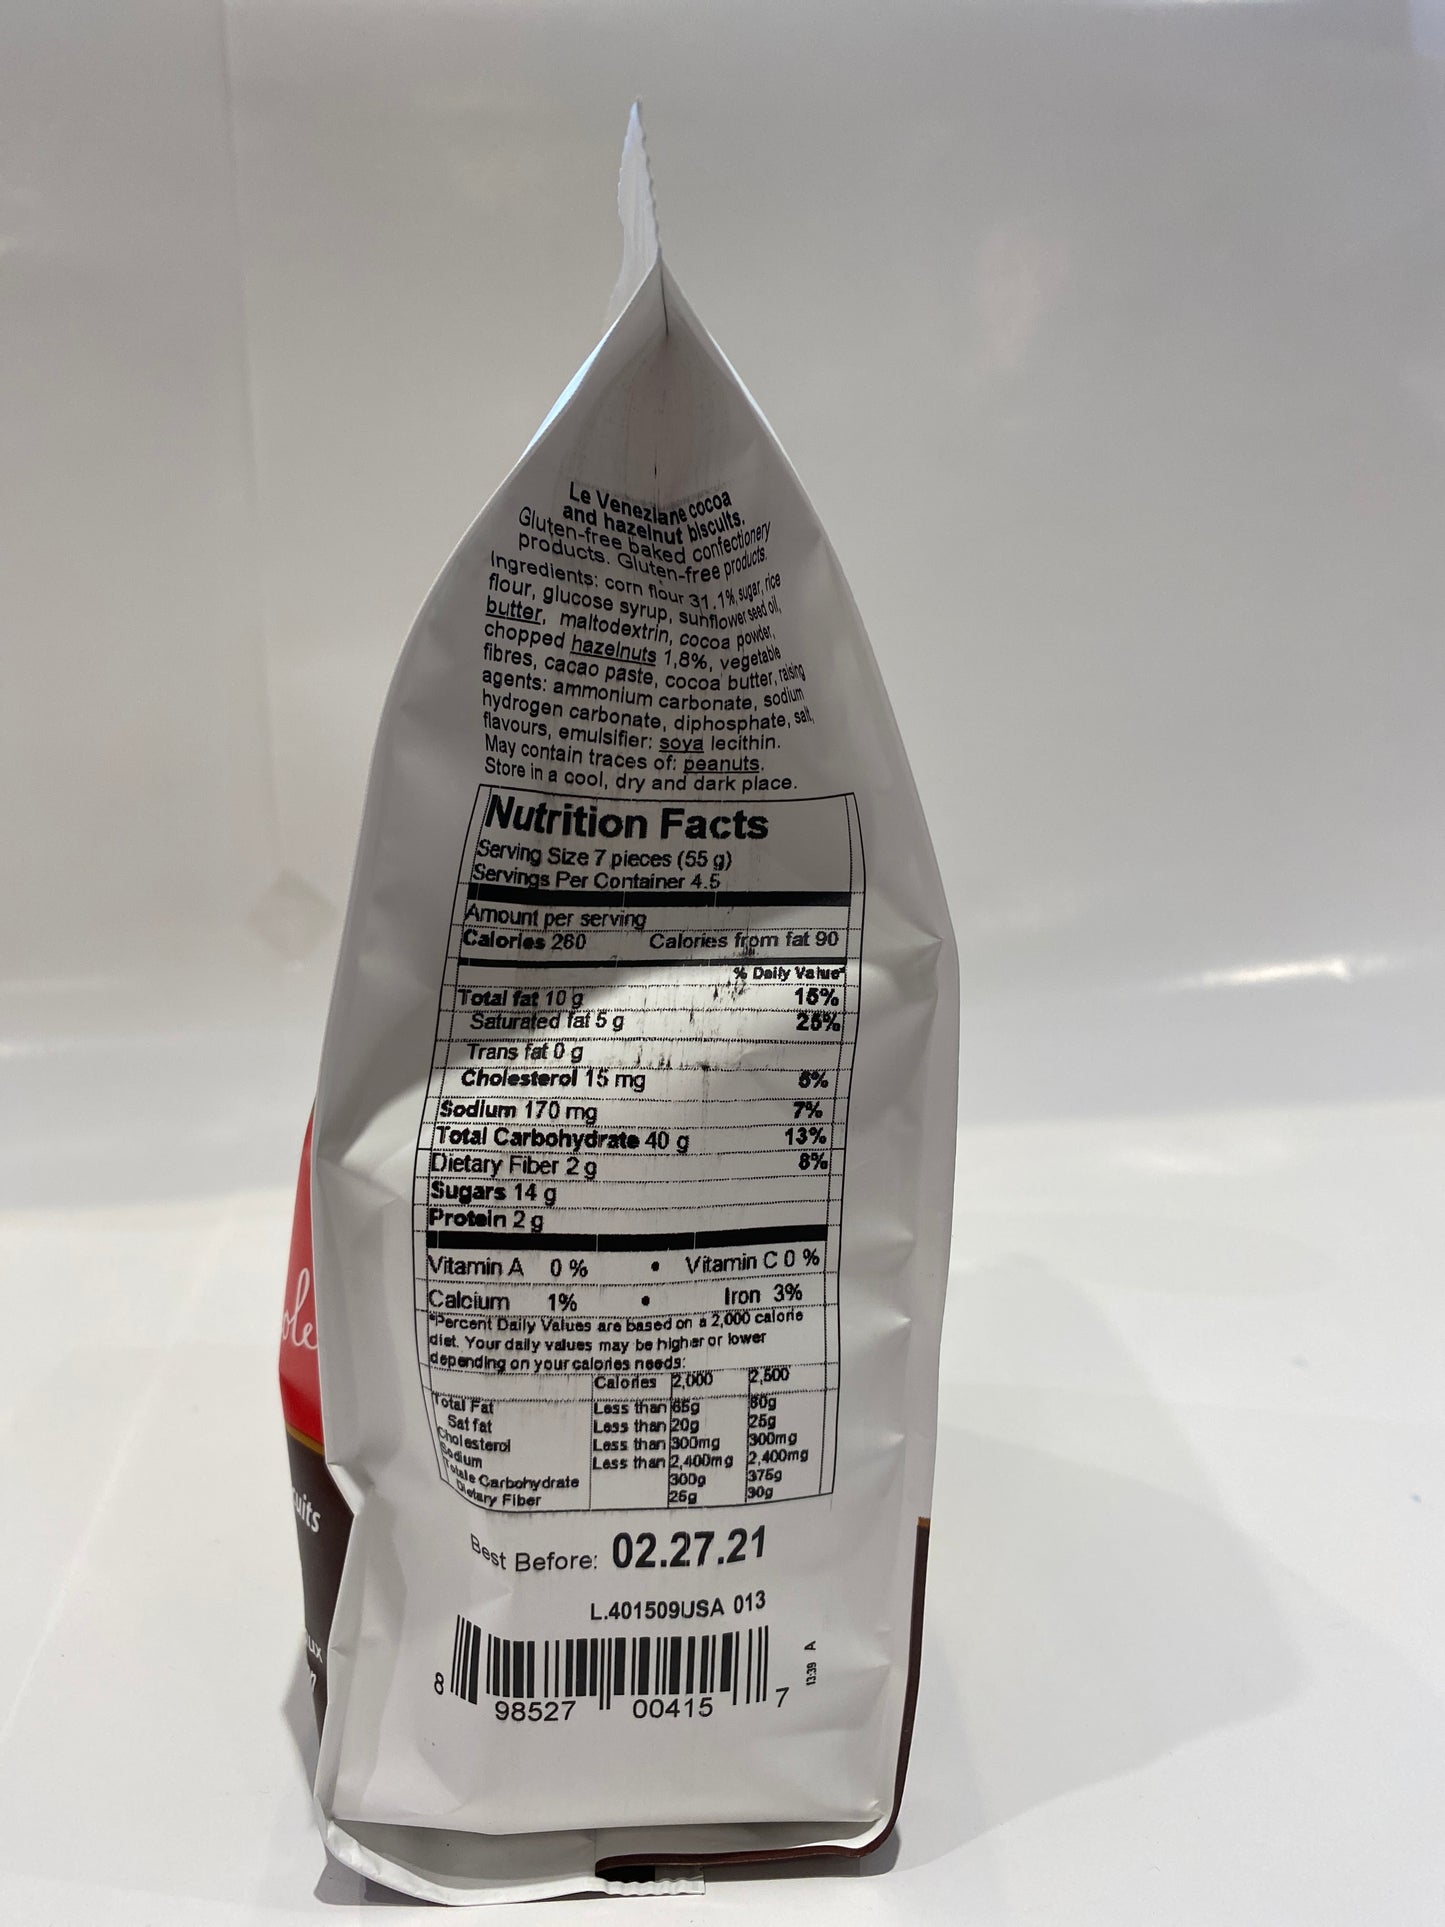 Le Veneziane cocoa
and hazelnut biscuits.
Gluten-free baked confectionery
products. Gluten-free products.
Ingredients: corn flour 31.1%, sugar, rice
flour, glucose syrup, sunflower seed oil,
butter, maltodextrin, cocoa powder,
chopped hazelnuts 1,8%, vegetable
fibres, cacao paste, cocoa butter, raising
agents: ammonium carbonate, sodium
hydrogen carbonate, diphosphate, salt,
flavours, emulsifier: soya lecithin.
May contain traces of: peanuts.
Store in a cool, dry and dark place.
Nutrition Facts
Serving Size 7 pieces (55 g)
Servings Per Container 4.5
Amount per serving
Calories 260 Calories from fat 90
% Daily Value*
Total fat 10 g 15%
Saturated fat 5 g 25%
Trans fat 0 g
Cholesterol 15 mg 5%
Sodium 170 mg 7%
Total Carbohydrate 40 g 13%
Dietary Fiber 2 g 8%
Sugars 14 g
Protein 2 g
Vitamin A 0 % • Vitamin C 0 %
Calcium 1% • Iron 3%
*Percent Daily Values are based on a 2,000 calorie
diet. Your daily values may be higher or lower
depending on your calories needs:
Calories 2,000 2,500
Total Fat Less than 65g 80g
Sat fat Less than 20g 25g
Cholesterol Less than 300mg 300mg
Sodium Less than 2,400mg 2,400mg
Totale Carbohydrate 300g 375g
Dietary Fiber 25g 30g
Best Before: 02.27.21
L.401509USA 013
13:39 A
8 98527 00415 7
ole
uits
ux